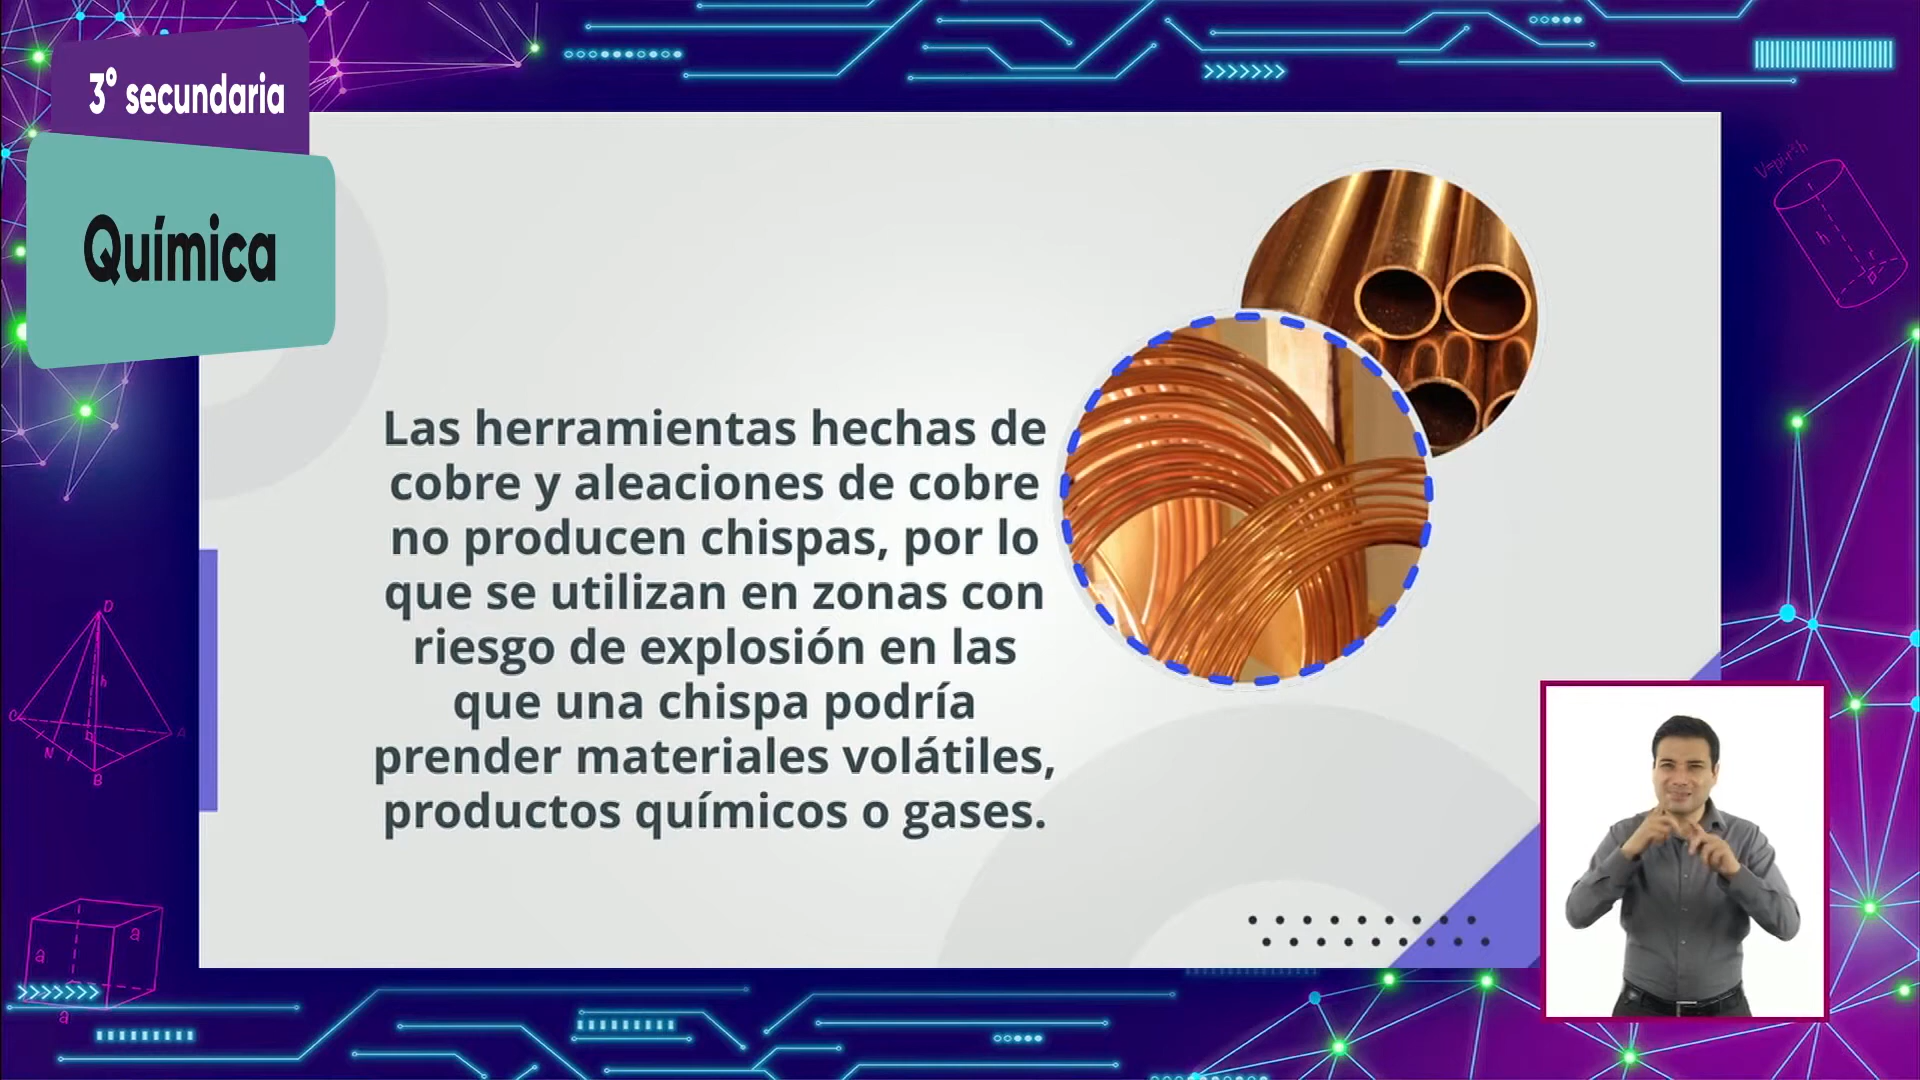 3° secundaria
Química
Las herramientas hechas de
cobre y aleaciones de cobre
no producen chispas, por lo
que se utilizan en zonas con
riesgo de explosión en las
que una chispa podría
prender materiales volátiles,
productos químicos o gases.
D
h
C
A
N
B
a
a
a
h
r